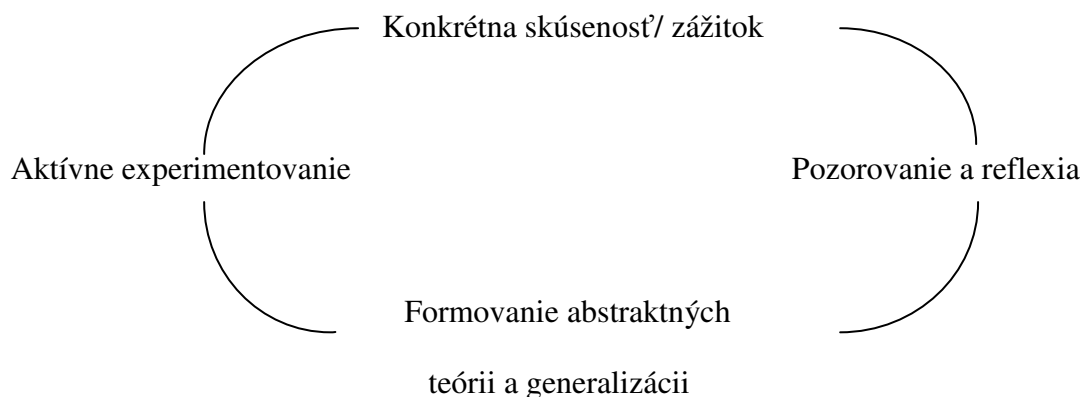 Konkrétna skúsenosť/ zážitok
Aktívne experimentovanie
Pozorovanie a reflexia
Formovanie abstraktných
teórii a generalizácii